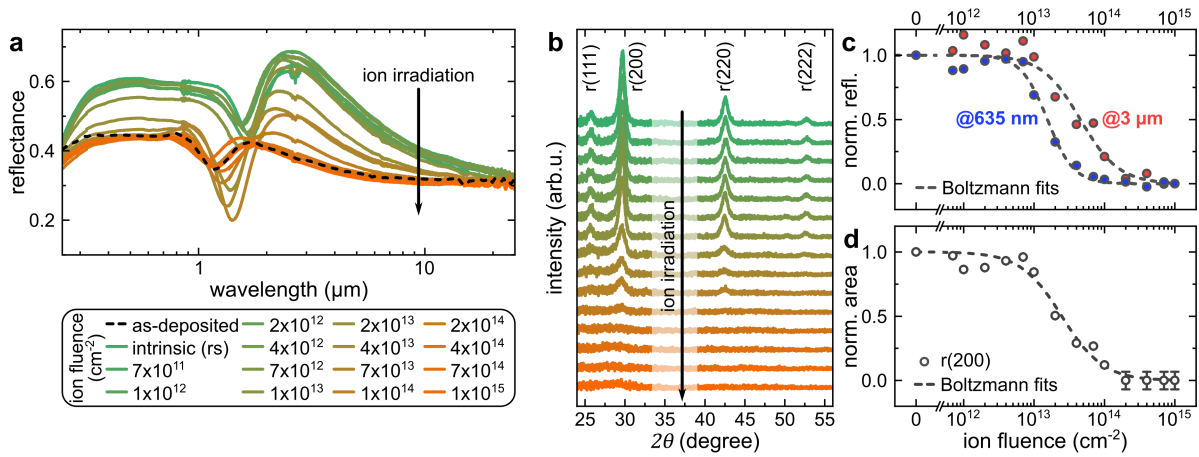 a
reflectance
0.6
0.4
0.2
ion irradiation
1
10
wavelength (μm)
ion fluence
(cm⁻²)
as-deposited
intrinsic (rs)
7x10¹¹
1x10¹²
2x10¹²
4x10¹²
7x10¹²
1x10¹³
2x10¹³
4x10¹³
7x10¹³
1x10¹⁴
2x10¹⁴
4x10¹⁴
7x10¹⁴
1x10¹⁵
b
intensity (arb.u.)
r(111)
r(200)
r(220)
r(222)
ion irradiation
25 30 35 40 45 50 55
2θ (degree)
c
0 10¹² 10¹³ 10¹⁴ 10¹⁵
norm. refl.
1.0
0.5
0.0
@635 nm
@3 μm
Boltzmann fits
d
norm. area
1.0
0.5
0.0
r(200)
Boltzmann fits
0 10¹² 10¹³ 10¹⁴ 10¹⁵
ion fluence (cm⁻²)